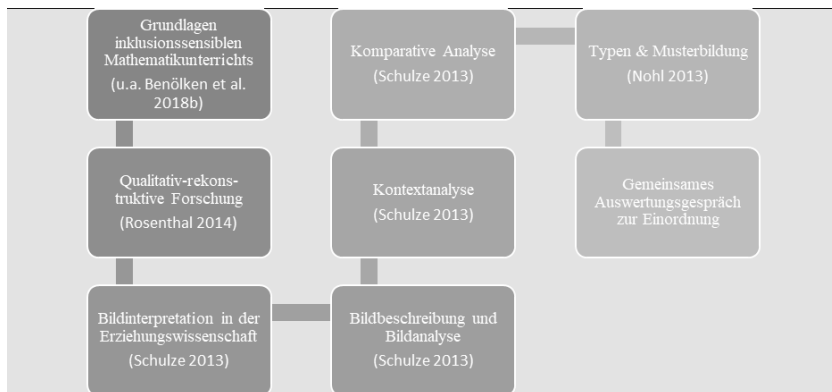 Grundlagen
inklusionssensiblen
Mathematikunterrichts
(u.a. Benölken et al.
2018b)
Qualitativ-rekons-
truktive Forschung
(Rosenthal 2014)
Bildinterpretation in der
Erziehungswissenschaft
(Schulze 2013)
Bildbeschreibung und
Bildanalyse
(Schulze 2013)
Kontextanalyse
(Schulze 2013)
Komparative Analyse
(Schulze 2013)
Typen & Musterbildung
(Nohl 2013)
Gemeinsames
Auswertungsgespräch
zur Einordnung